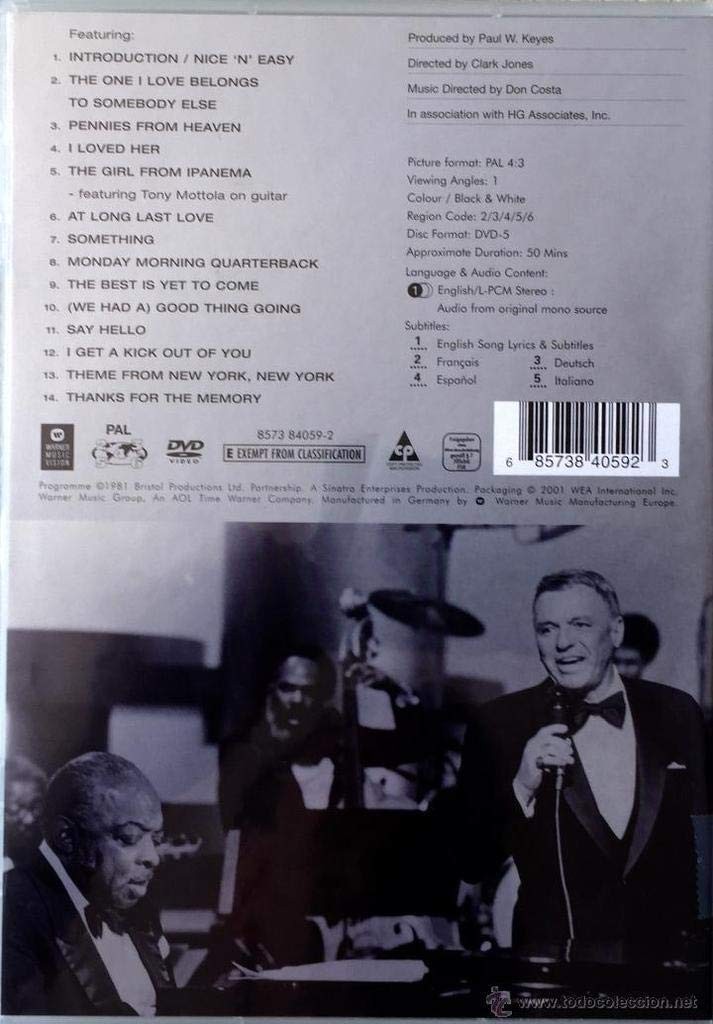 Featuring:
1. INTRODUCTION / NICE 'N' EASY
2. THE ONE I LOVE BELONGS
TO SOMEBODY ELSE
3. PENNIES FROM HEAVEN
4. I LOVED HER
5. THE GIRL FROM IPANEMA
- featuring Tony Mottola on guitar
6. AT LONG LAST LOVE
7. SOMETHING
8. MONDAY MORNING QUARTERBACK
9. THE BEST IS YET TO COME
10. (WE HAD A) GOOD THING GOING
11. SAY HELLO
12. I GET A KICK OUT OF YOU
13. THEME FROM NEW YORK, NEW YORK
14. THANKS FOR THE MEMORY
Produced by Paul W. Keyes
Directed by Clark Jones
Music Directed by Don Costa
In association with HG Associates, Inc.
Picture format: PAL 4:3
Viewing Angles: 1
Colour / Black & White
Region Code: 2/3/4/5/6
Disc Format: DVD-5
Approximate Duration: 50 Mins
Language & Audio Content:
1 English/L-PCM Stereo :
Audio from original mono source
Subtitles:
1 English Song Lyrics & Subtitles
2 Français 3 Deutsch
4 Español 5 Italiano
WARNER MUSIC VISION
PAL
DVD VIDEO
8573 84059-2
E EXEMPT FROM CLASSIFICATION
CP
6 85738 40592 3
Programme ©1981 Bristol Productions Ltd. Partnership. A Sinatra Enterprises Production. Packaging © 2001 WEA International Inc.
Warner Music Group, An AOL Time Warner Company. Manufactured in Germany by Warner Music Manufacturing Europe.
www.todocoleccion.net